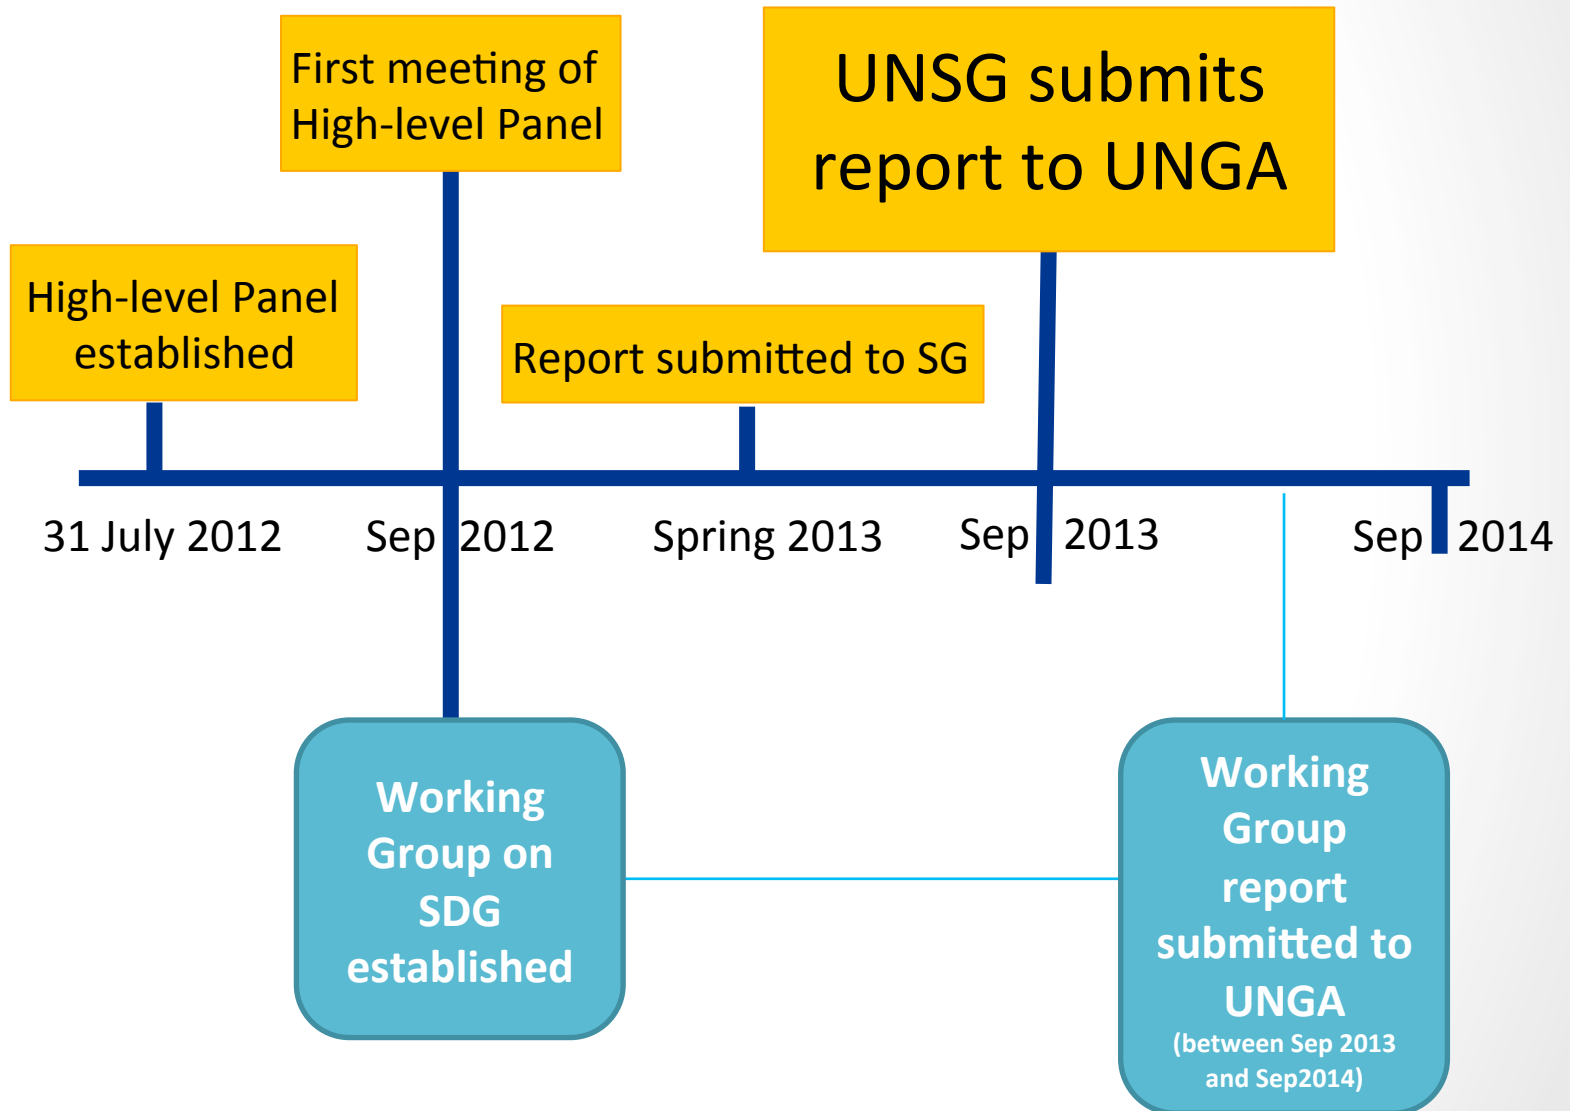 First meeting of
High-level Panel
UNSG submits
report to UNGA
High-level Panel
established
Report submitted to SG
31 July 2012
Sep 2012
Spring 2013
Sep 2013
Sep 2014
Working
Group on
SDG
established
Working
Group
report
submitted to
UNGA
(between Sep 2013
and Sep2014)